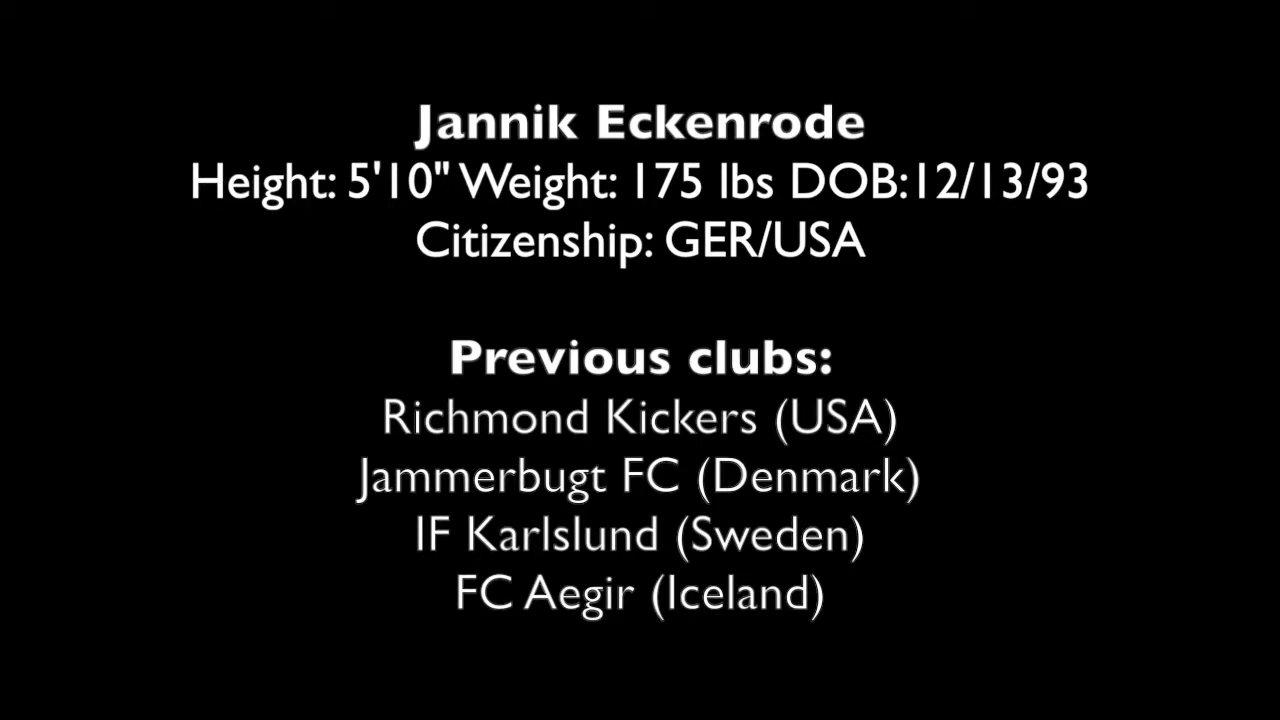 Jannik Eckenrode
Height: 5'10" Weight: 175 lbs DOB:12/13/93
Citizenship: GER/USA
Previous clubs:
Richmond Kickers (USA)
Jammerbugt FC (Denmark)
IF Karlslund (Sweden)
FC Aegir (Iceland)